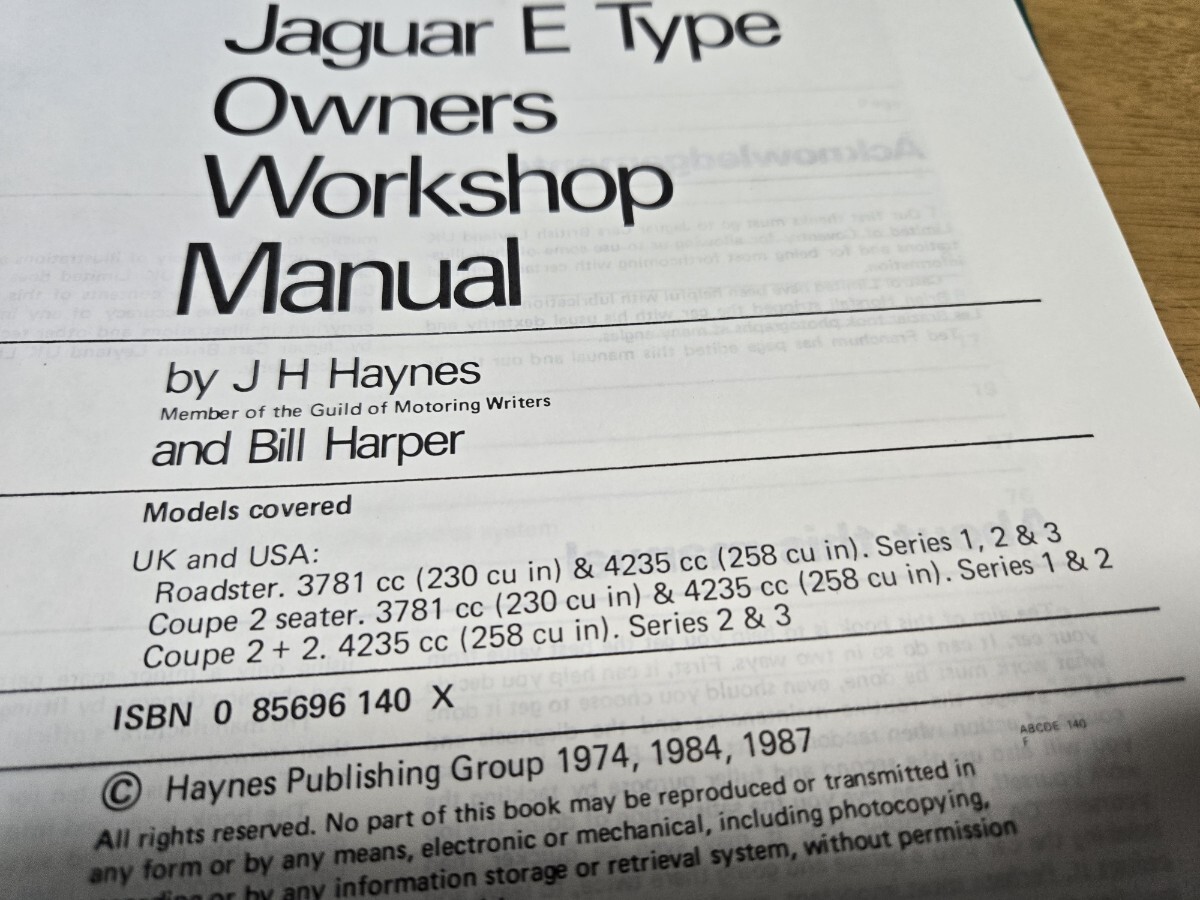 Jaguar E Type
Owners
Workshop
Manual
by J H Haynes
Member of the Guild of Motoring Writers
and Bill Harper
Models covered
UK and USA:
Roadster. 3781 cc (230 cu in) & 4235 cc (258 cu in). Series 1, 2 & 3
Coupe 2 seater. 3781 cc (230 cu in) & 4235 cc (258 cu in). Series 1 & 2
Coupe 2 + 2. 4235 cc (258 cu in). Series 2 & 3
ISBN 0 85696 140 X
© Haynes Publishing Group 1974, 1984, 1987
ABCDE 140
F
All rights reserved. No part of this book may be reproduced or transmitted in
any form or by any means, electronic or mechanical, including photocopying,
or by any information storage or retrieval system, without permission